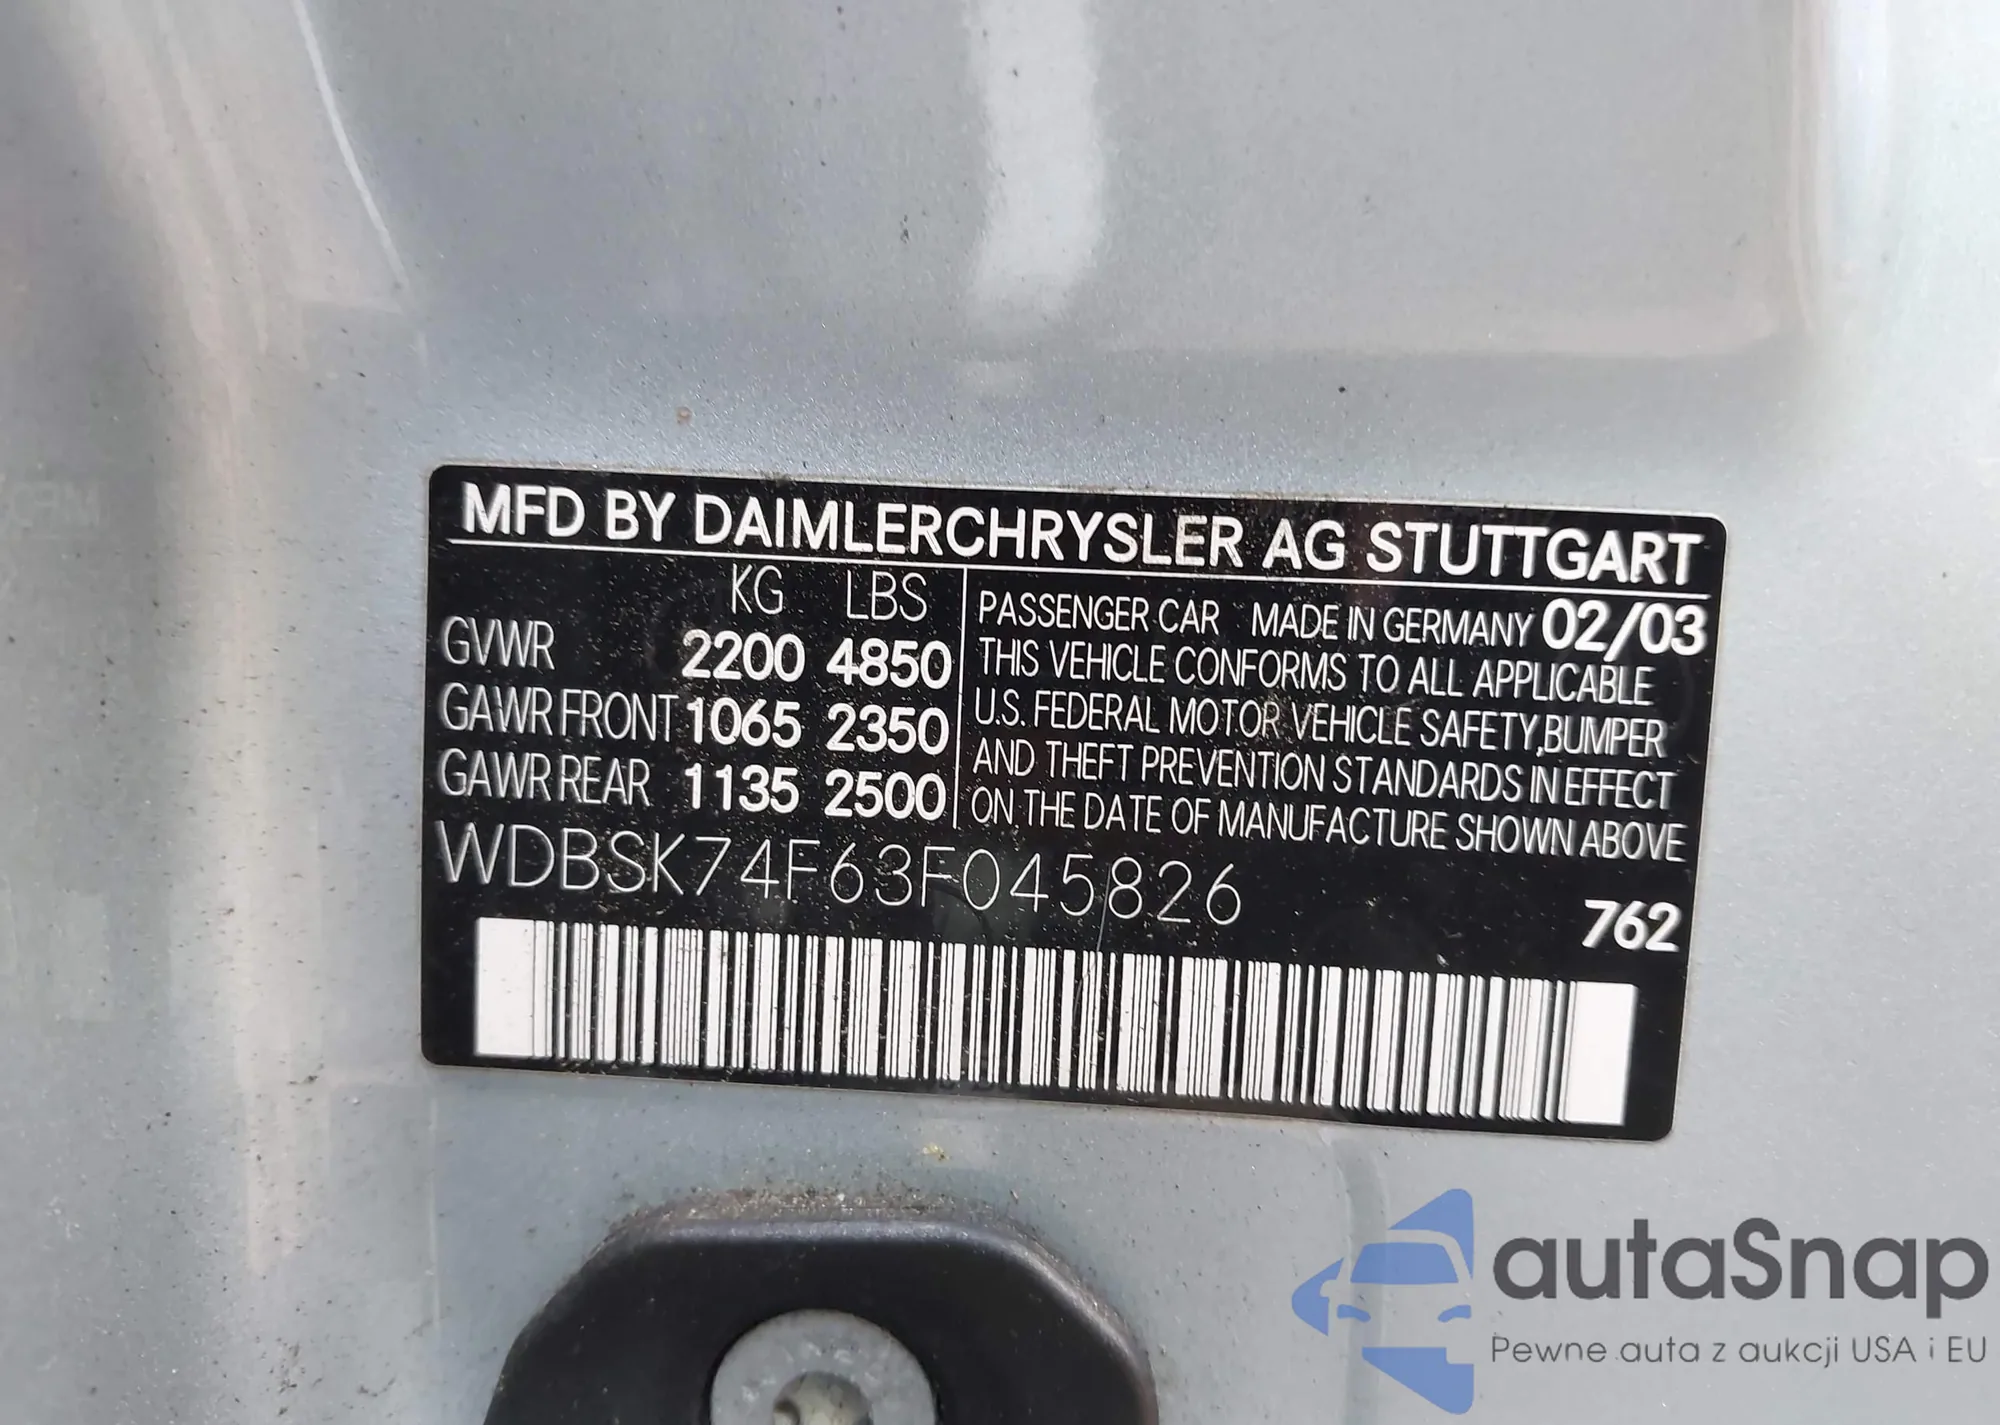 MFD BY DAIMLERCHRYSLER AG STUTTGART
KG LBS
GVWR 2200 4850
GAWR FRONT 1065 2350
GAWR REAR 1135 2500
PASSENGER CAR MADE IN GERMANY 02/03
THIS VEHICLE CONFORMS TO ALL APPLICABLE
U.S. FEDERAL MOTOR VEHICLE SAFETY,BUMPER
AND THEFT PREVENTION STANDARDS IN EFFECT
ON THE DATE OF MANUFACTURE SHOWN ABOVE
WDBSK74F63F045826
762
autaSnap
Pewne auta z aukcji USA i EU